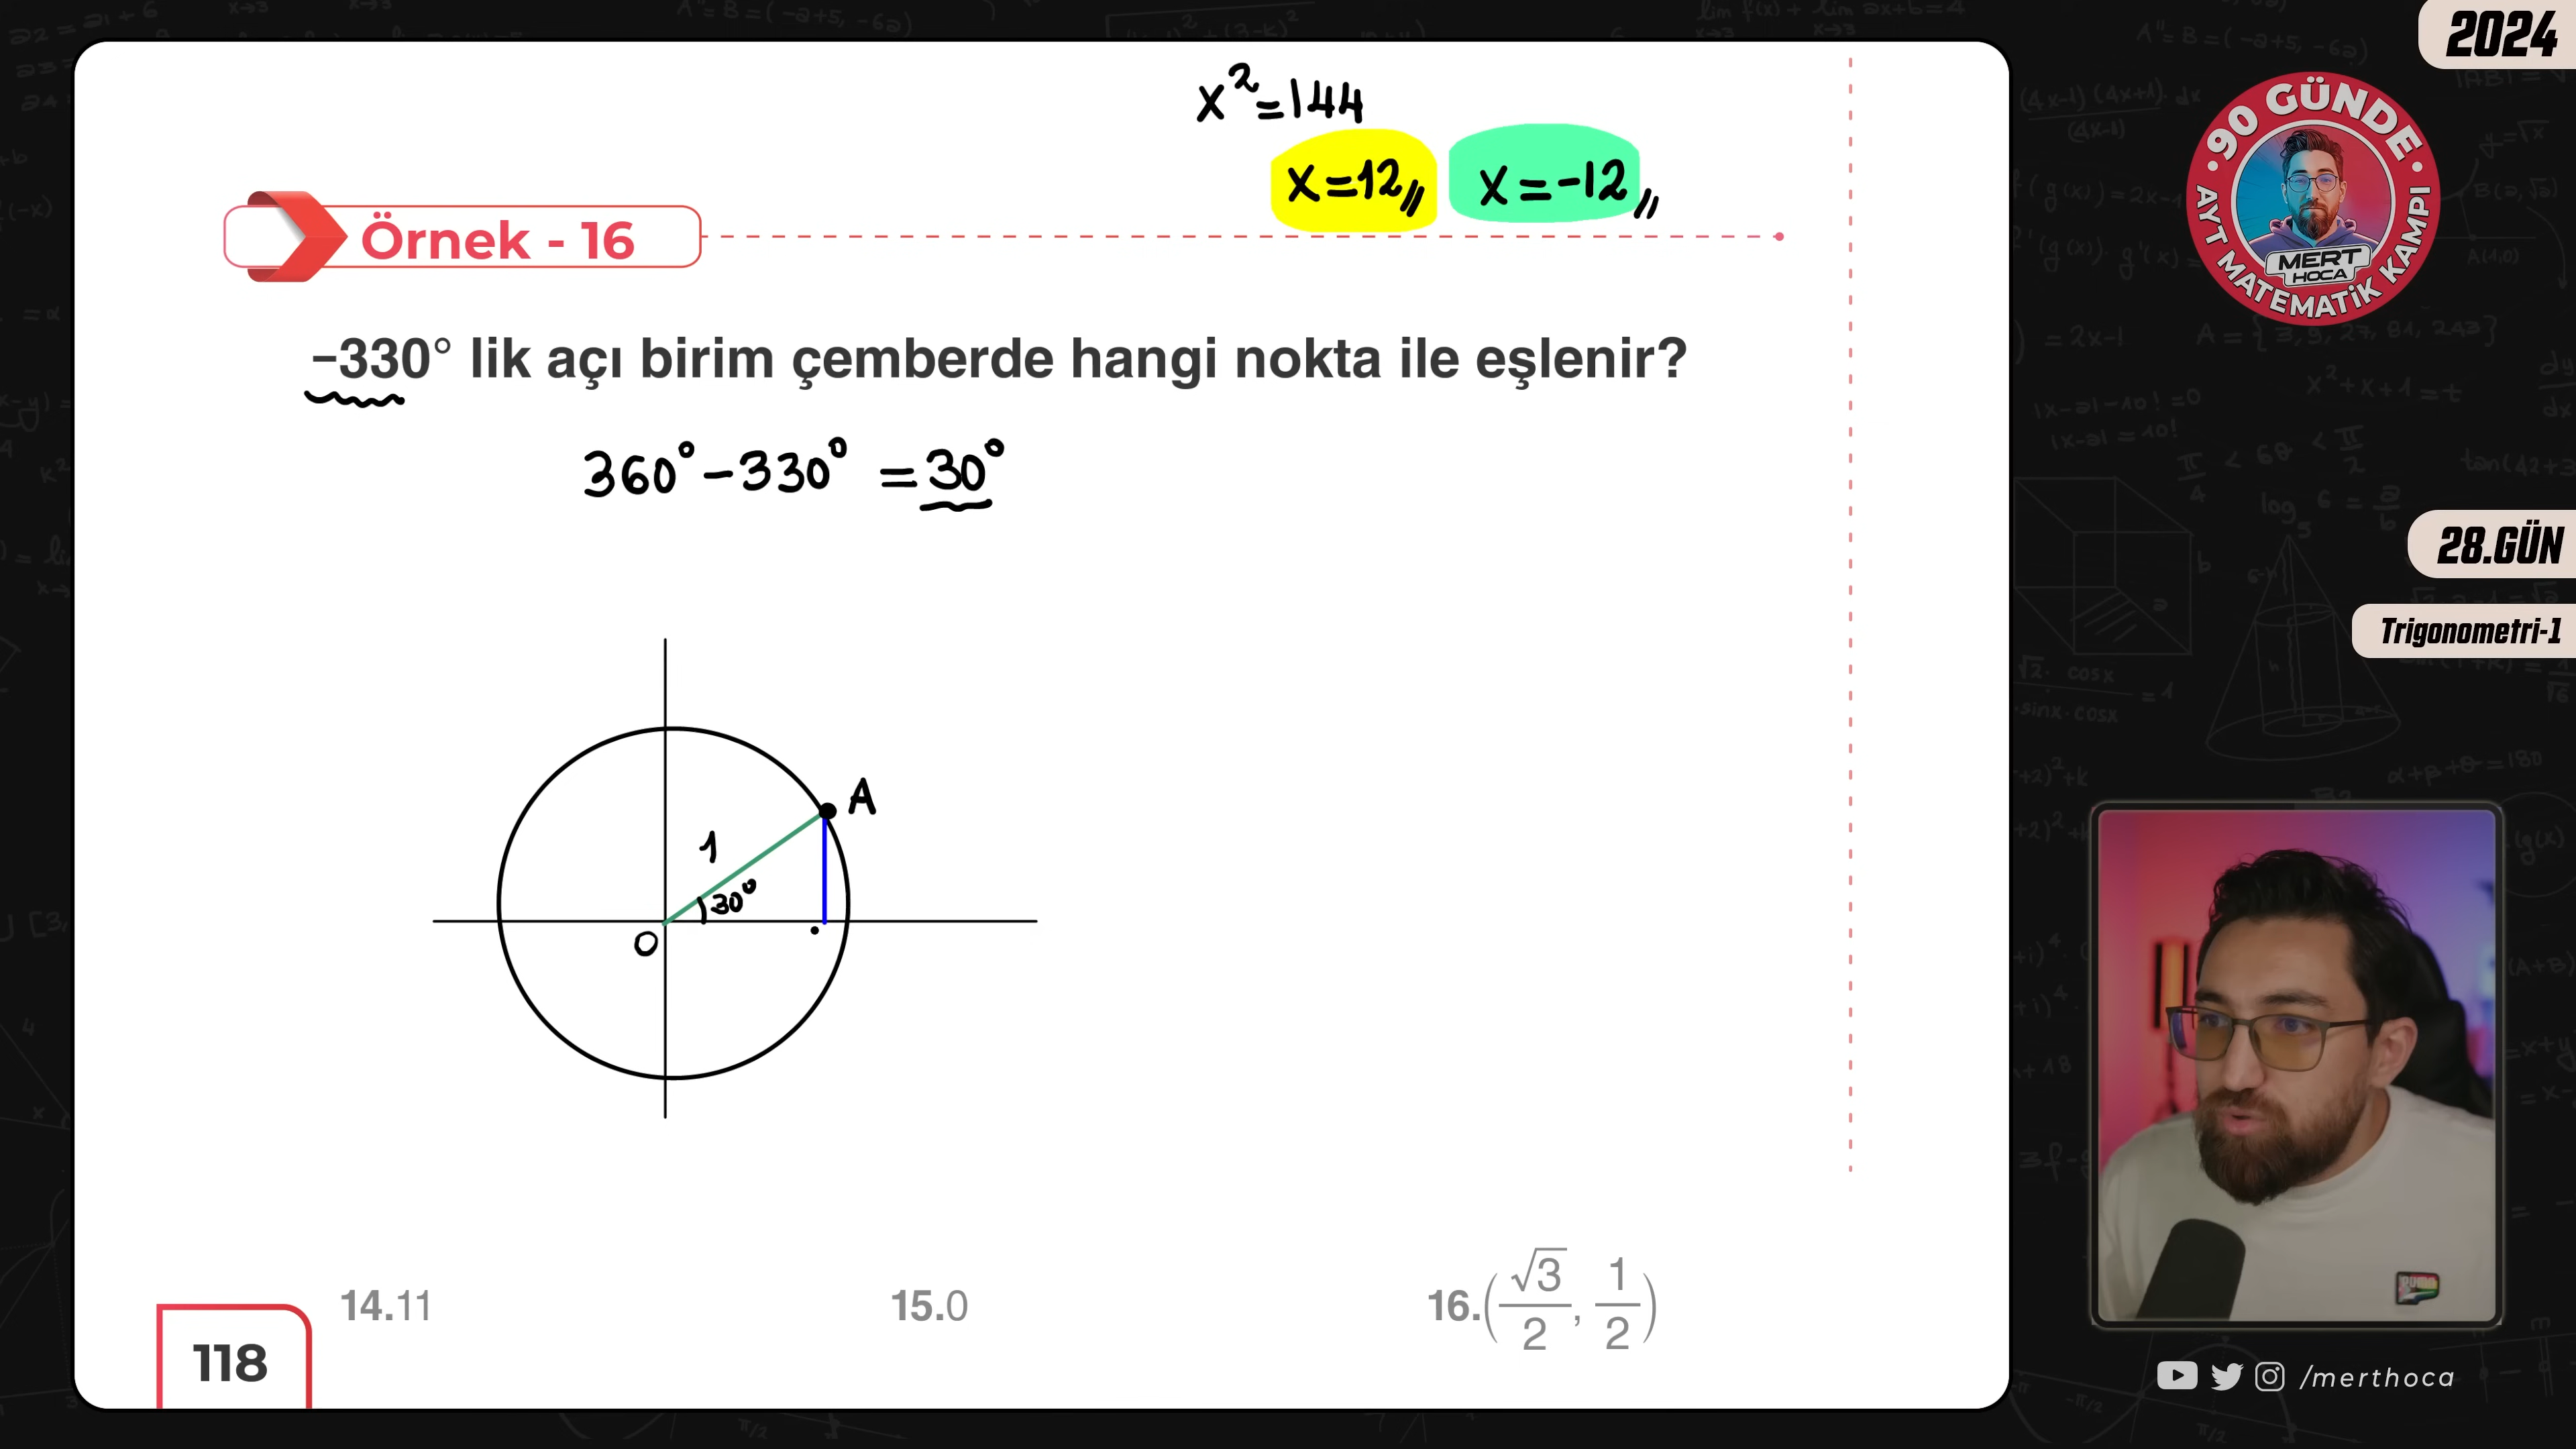 2024
90 GÜNDE
AYT MATEMATİK KAMPI
MERT
HOCA
x²=144
x=12,, x=-12,,
Örnek - 16
−330° lik açı birim çemberde hangi nokta ile eşlenir?
360°-330° =30°
28.GÜN
Trigonometri-1
A
1
30°
O
14.11 15.0 16.(√3/2, 1/2)
118
/merthoca